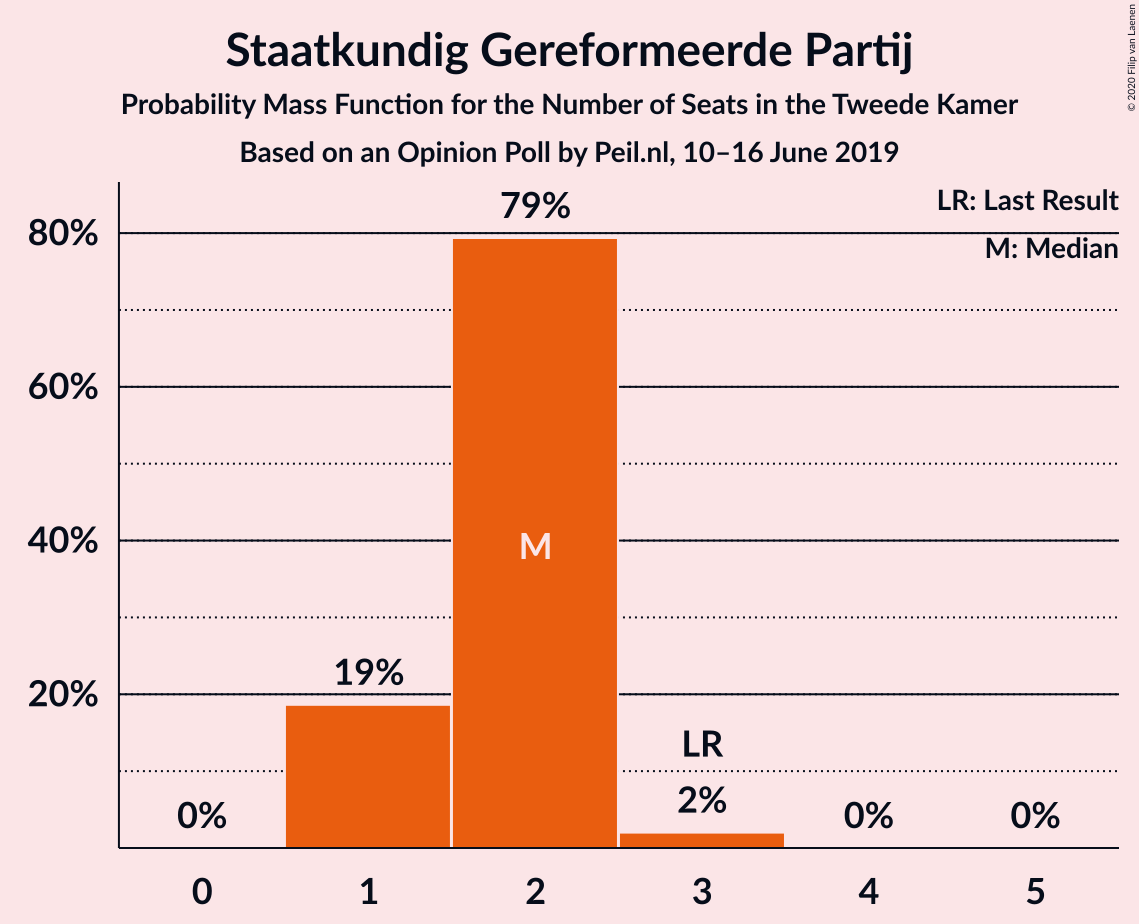 Staatkundig Gereformeerde Partij
Probability Mass Function for the Number of Seats in the Tweede Kamer
Based on an Opinion Poll by Peil.nl, 10–16 June 2019
© 2020 Filip van Laenen
LR: Last Result
M: Median
80%
60%
40%
20%
0%
19%
79%
M
LR
2%
0%
0%
0 1 2 3 4 5